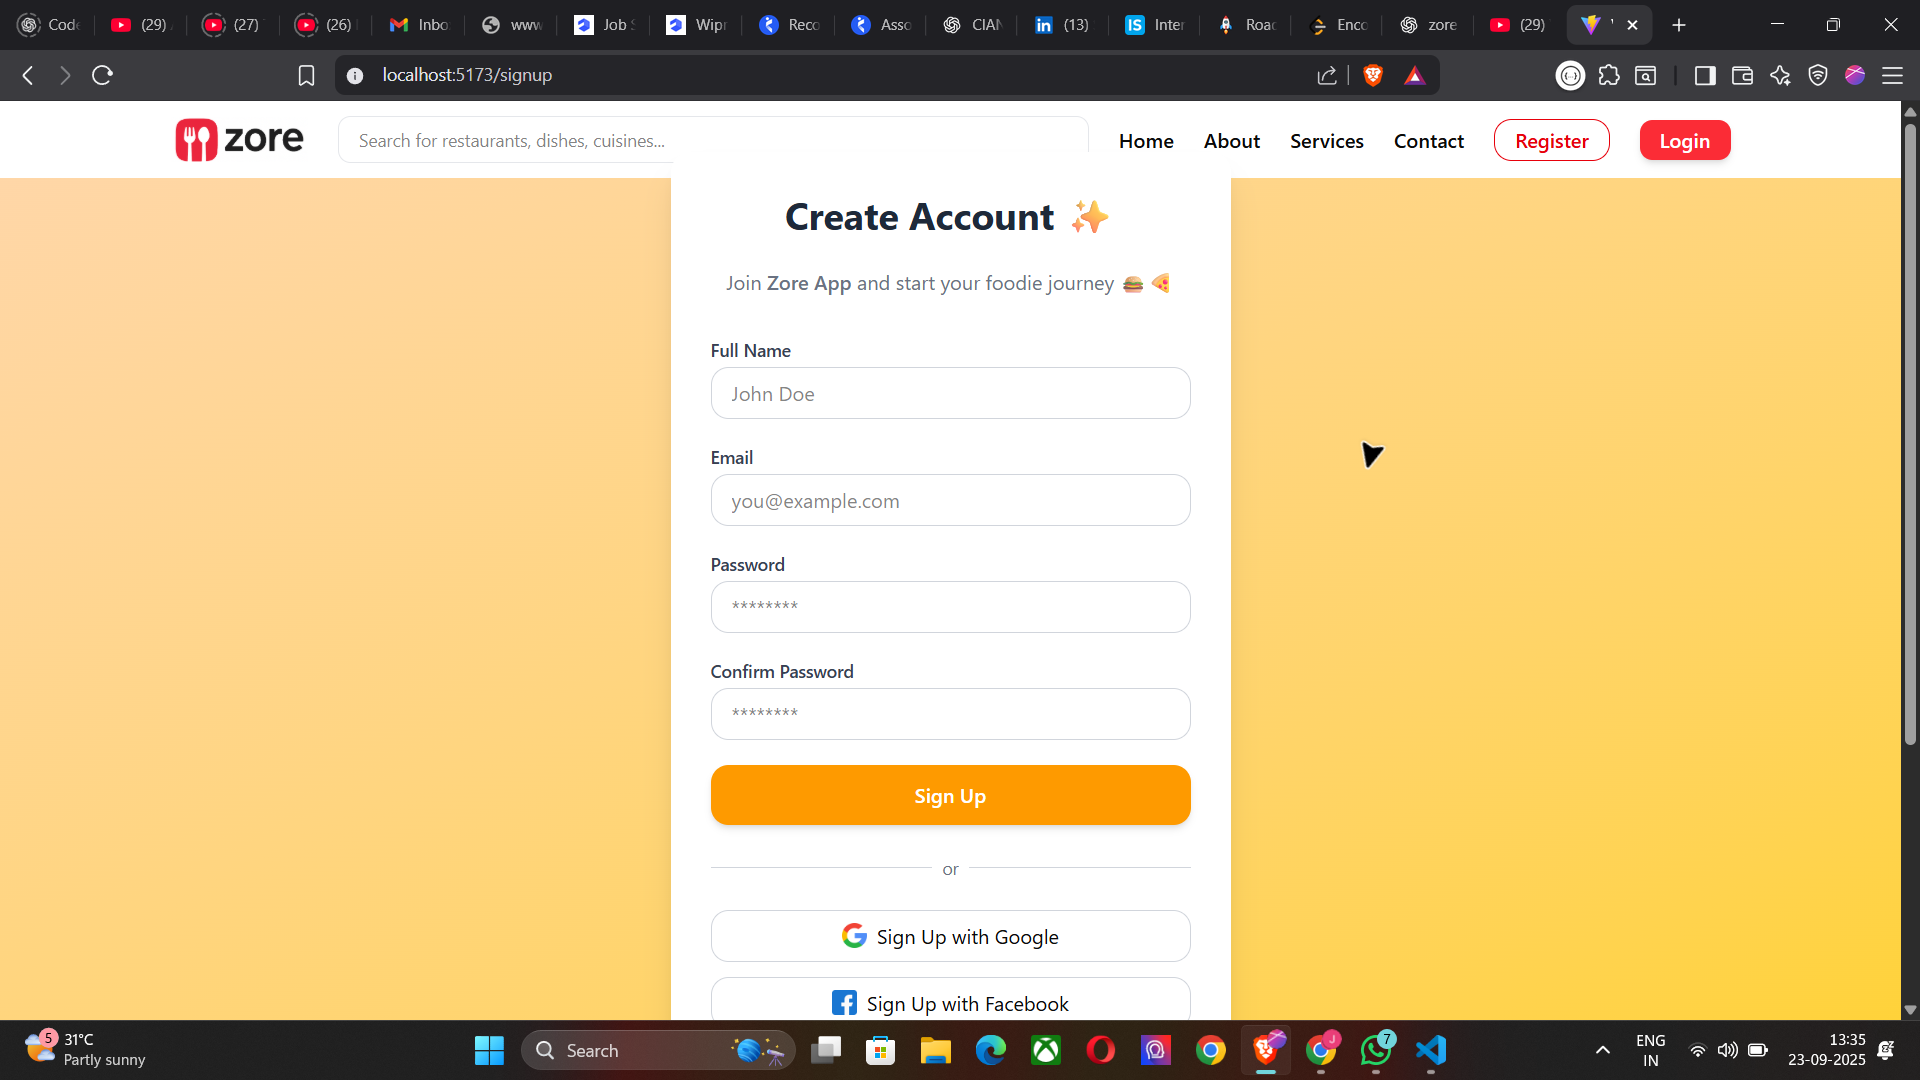 Code
(29)
(27)
(26)
Inbo
www
Job S
Wipr
Reco
Asso
CIAN
(13)
Inter
Roac
Enco
zore
(29)
localhost:5173/signup
zore
Search for restaurants, dishes, cuisines...
Home
About
Services
Contact
Register
Login
Create Account ✨
Join Zore App and start your foodie journey 🍔 🍕
Full Name
John Doe
Email
you@example.com
Password
********
Confirm Password
********
Sign Up
or
Sign Up with Google
Sign Up with Facebook
5
31°C
Partly sunny
Search
J
7
ENG
IN
13:35
23-09-2025